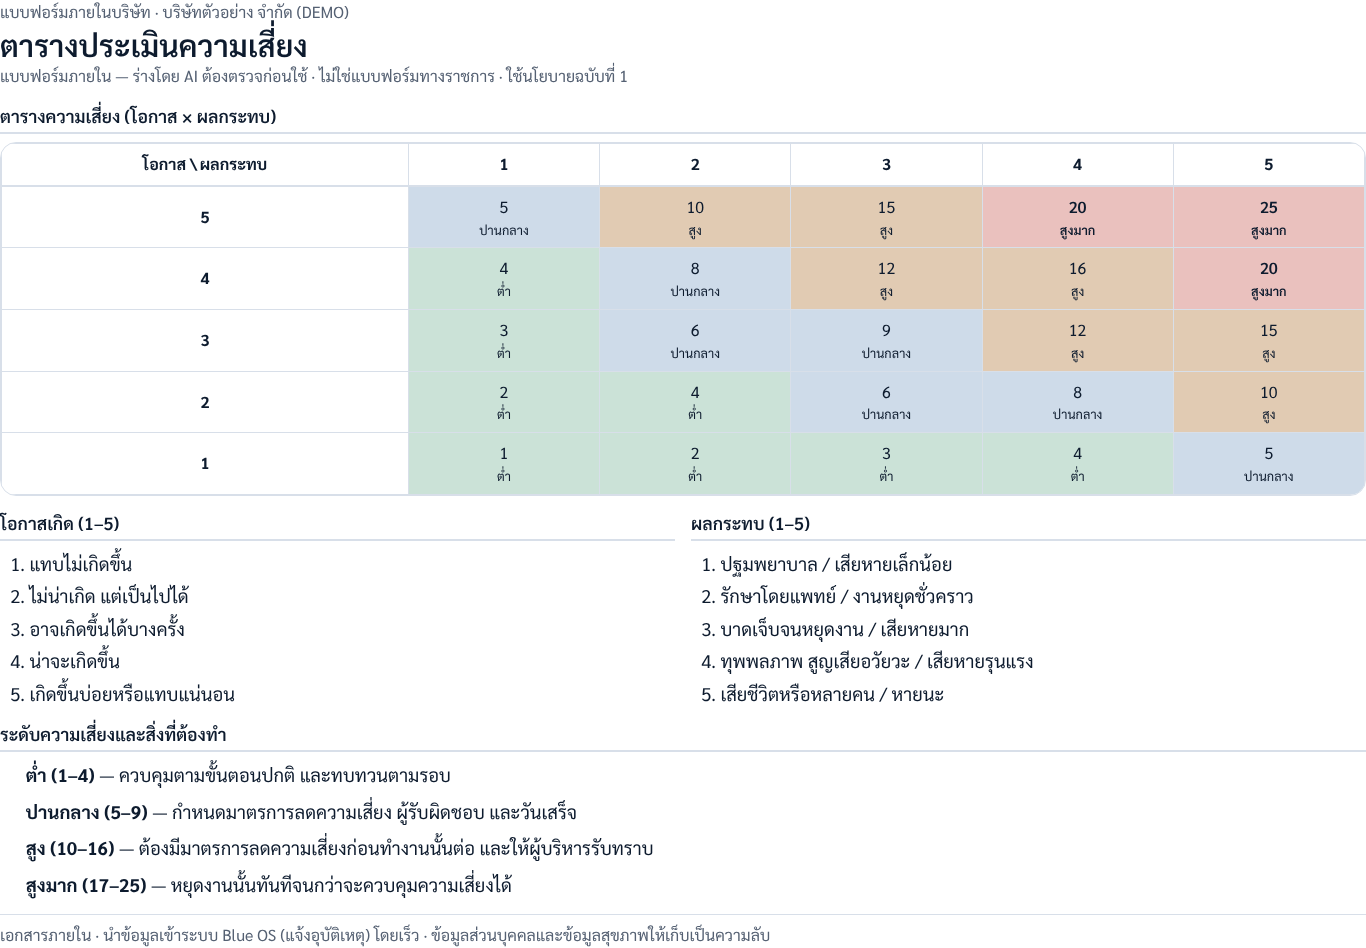 แบบฟอร์มภายในบริษัท · บริษัทตัวอย่าง จำกัด (DEMO)
ตารางประเมินความเสี่ยง
แบบฟอร์มภายใน — ร่างโดย AI ต้องตรวจก่อนใช้ · ไม่ใช่แบบฟอร์มทางราชการ · ใช้นโยบายฉบับที่ 1
ตารางความเสี่ยง (โอกาส × ผลกระทบ)
โอกาส \ ผลกระทบ 1 2 3 4 5
5 5 10 15 20 25
ปานกลาง สูง สูง สูงมาก สูงมาก
4 4 8 12 16 20
ต่ำ ปานกลาง สูง สูง สูงมาก
3 3 6 9 12 15
ต่ำ ปานกลาง ปานกลาง สูง สูง
2 2 4 6 8 10
ต่ำ ต่ำ ปานกลาง ปานกลาง สูง
1 1 2 3 4 5
ต่ำ ต่ำ ต่ำ ต่ำ ปานกลาง
โอกาสเกิด (1–5)
1. แทบไม่เกิดขึ้น
2. ไม่น่าเกิด แต่เป็นไปได้
3. อาจเกิดขึ้นได้บางครั้ง
4. น่าจะเกิดขึ้น
5. เกิดขึ้นบ่อยหรือแทบแน่นอน
ผลกระทบ (1–5)
1. ปฐมพยาบาล / เสียหายเล็กน้อย
2. รักษาโดยแพทย์ / งานหยุดชั่วคราว
3. บาดเจ็บจนหยุดงาน / เสียหายมาก
4. ทุพพลภาพ สูญเสียอวัยวะ / เสียหายรุนแรง
5. เสียชีวิตหรือหลายคน / หายนะ
ระดับความเสี่ยงและสิ่งที่ต้องทำ
ต่ำ (1–4) — ควบคุมตามขั้นตอนปกติ และทบทวนตามรอบ
ปานกลาง (5–9) — กำหนดมาตรการลดความเสี่ยง ผู้รับผิดชอบ และวันเสร็จ
สูง (10–16) — ต้องมีมาตรการลดความเสี่ยงก่อนทำงานนั้นต่อ และให้ผู้บริหารรับทราบ
สูงมาก (17–25) — หยุดงานนั้นทันทีจนกว่าจะควบคุมความเสี่ยงได้
เอกสารภายใน · นำข้อมูลเข้าระบบ Blue OS (แจ้งอุบัติเหตุ) โดยเร็ว · ข้อมูลส่วนบุคคลและข้อมูลสุขภาพให้เก็บเป็นความลับ